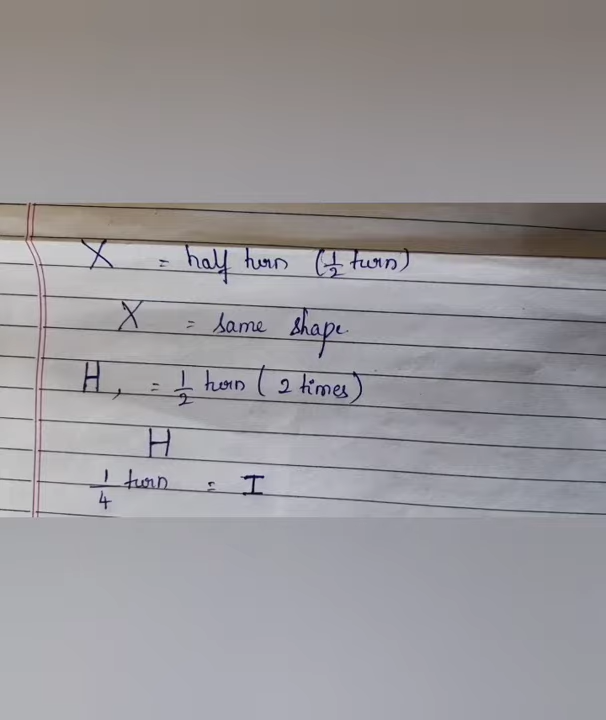 X = half turn (1/2 turn)
X = same shape.
H, = 1/2 turn ( 2 times)
H
1/4 turn = I